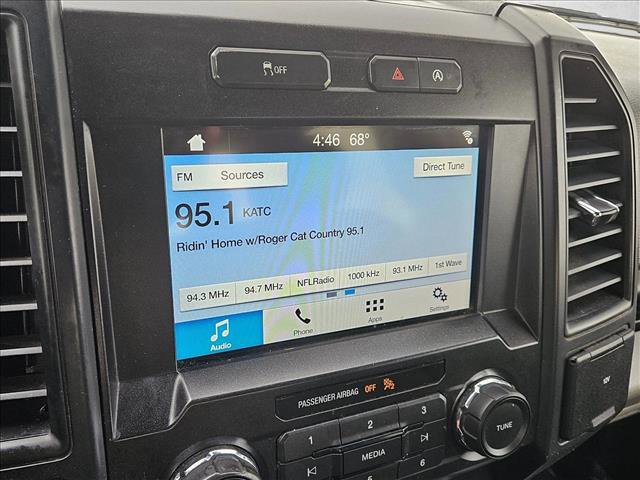 OFF
A
4:46 68°
FM Sources Direct Tune
95.1 KATC
Ridin' Home w/Roger Cat Country 95.1
94.3 MHz 94.7 MHz NFLRadio 1000 kHz 93.1 MHz 1st Wave
Audio Phone Apps Settings
PASSENGER AIRBAG OFF
12V
1 2 3
TUNE
MEDIA
5 6